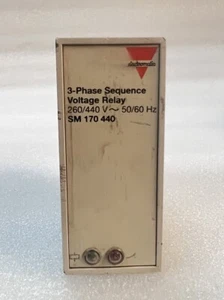 3-Phase Sequence
Voltage Relay
260/440 V~ 50/60 Hz
SM 170 440